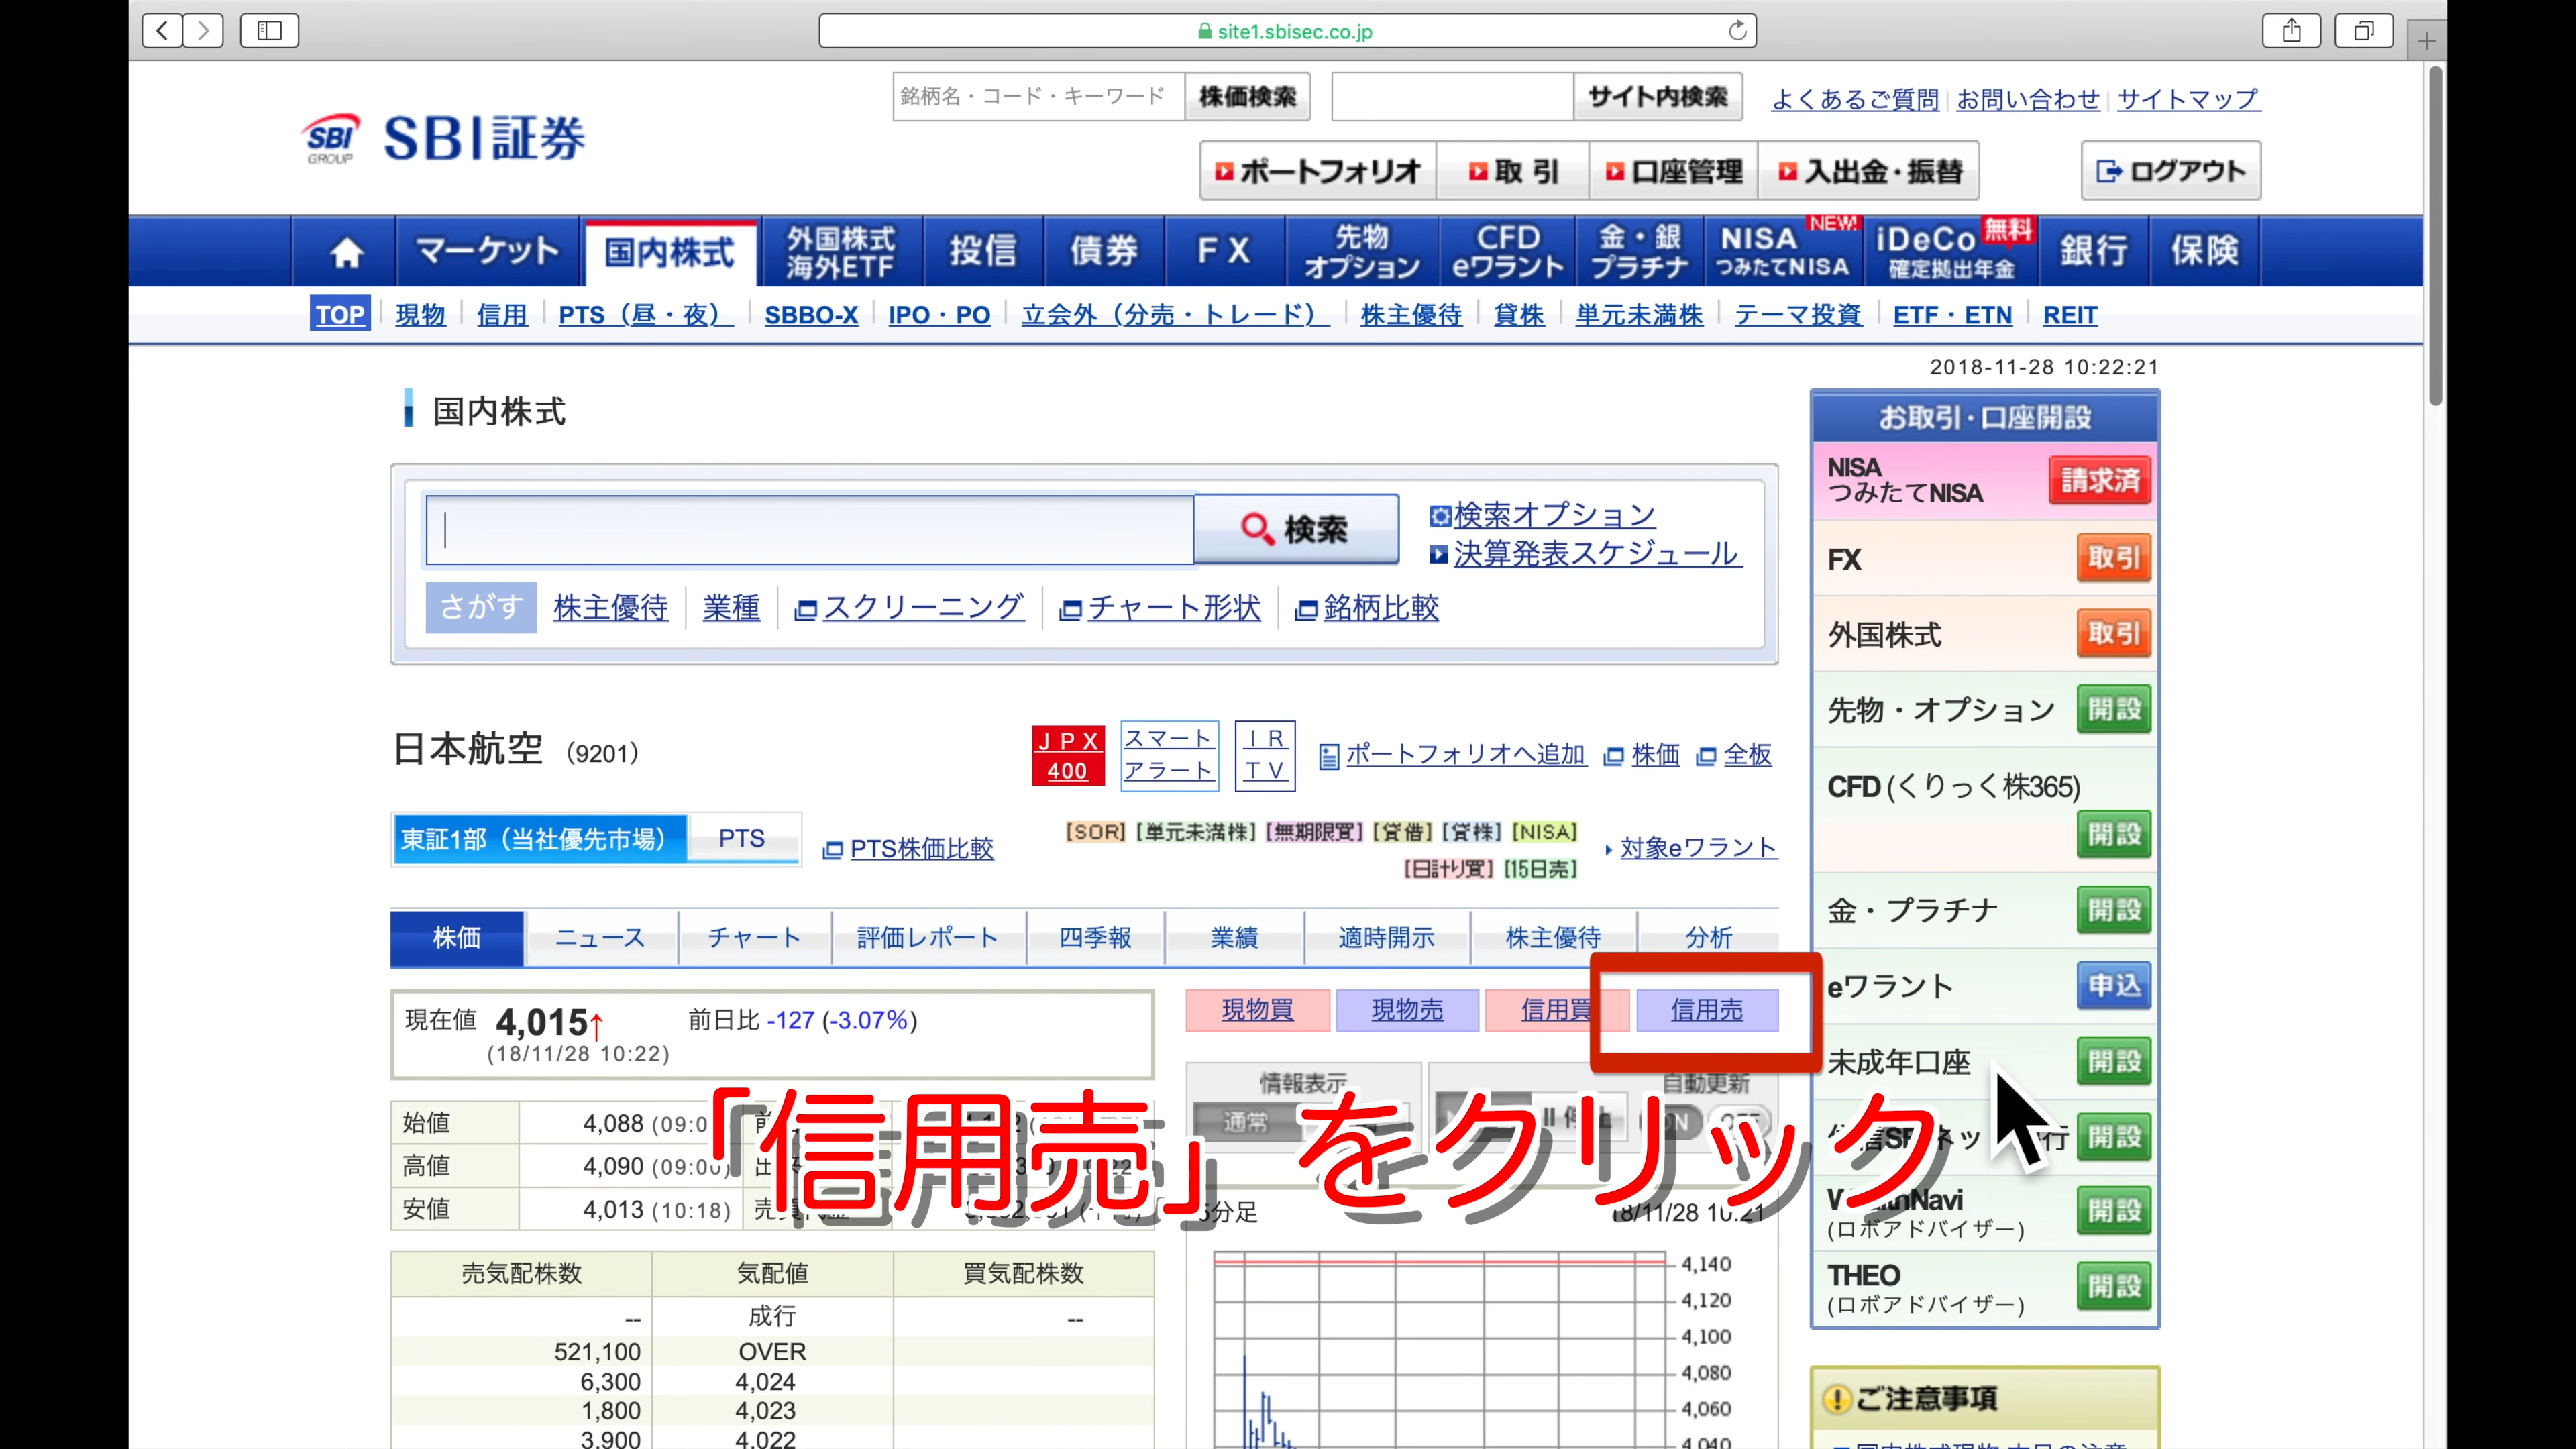 site1.sbisec.co.jp
銘柄名・コード・キーワード 株価検索 サイト内検索 よくあるご質問 お問い合わせ サイトマップ
SBI GROUP SBI証券
ポートフォリオ 取引 口座管理 入出金・振替 ログアウト
マーケット 国内株式 外国株式 海外ETF 投信 債券 FX 先物 オプション CFD eワラント 金・銀 プラチナ NISA つみたてNISA NEW! iDeCo 確定拠出年金 無料 銀行 保険
TOP 現物 信用 PTS（昼・夜） SBBO-X IPO・PO 立会外（分売・トレード） 株主優待 貸株 単元未満株 テーマ投資 ETF・ETN REIT
2018-11-28 10:22:21
国内株式
検索 検索オプション
決算発表スケジュール
さがす 株主優待 業種 スクリーニング チャート形状 銘柄比較
日本航空 （9201） JPX 400 スマート アラート IR TV ポートフォリオへ追加 株価 全板
東証1部（当社優先市場） PTS PTS株価比較 [SOR] [単元未満株] [無期限買] [貸借] [貸株] [NISA] 対象eワラント
[日計り買] [15日売]
株価 ニュース チャート 評価レポート 四季報 業績 適時開示 株主優待 分析
現在値 4,015↑ 前日比 -127 (-3.07%)
(18/11/28 10:22)
現物買 現物売 信用買 信用売
情報表示 自動更新
通常
「信用売」をクリック
始値 4,088
高値 4,090 (09:00)
安値 4,013 (10:18)
5分足 18/11/28 10:21
売気配株数 気配値 買気配株数
-- 成行 --
521,100 OVER
6,300 4,024
1,800 4,023
3,900 4,022
4,140
4,120
4,100
4,080
4,060
4,040
お取引・口座開設
NISA
つみたてNISA 請求済
FX 取引
外国株式 取引
先物・オプション 開設
CFD (くりっく株365)
開設
金・プラチナ 開設
eワラント 申込
未成年口座 開設
開設
開設
(ロボアドバイザー)
THEO
(ロボアドバイザー) 開設
ご注意事項